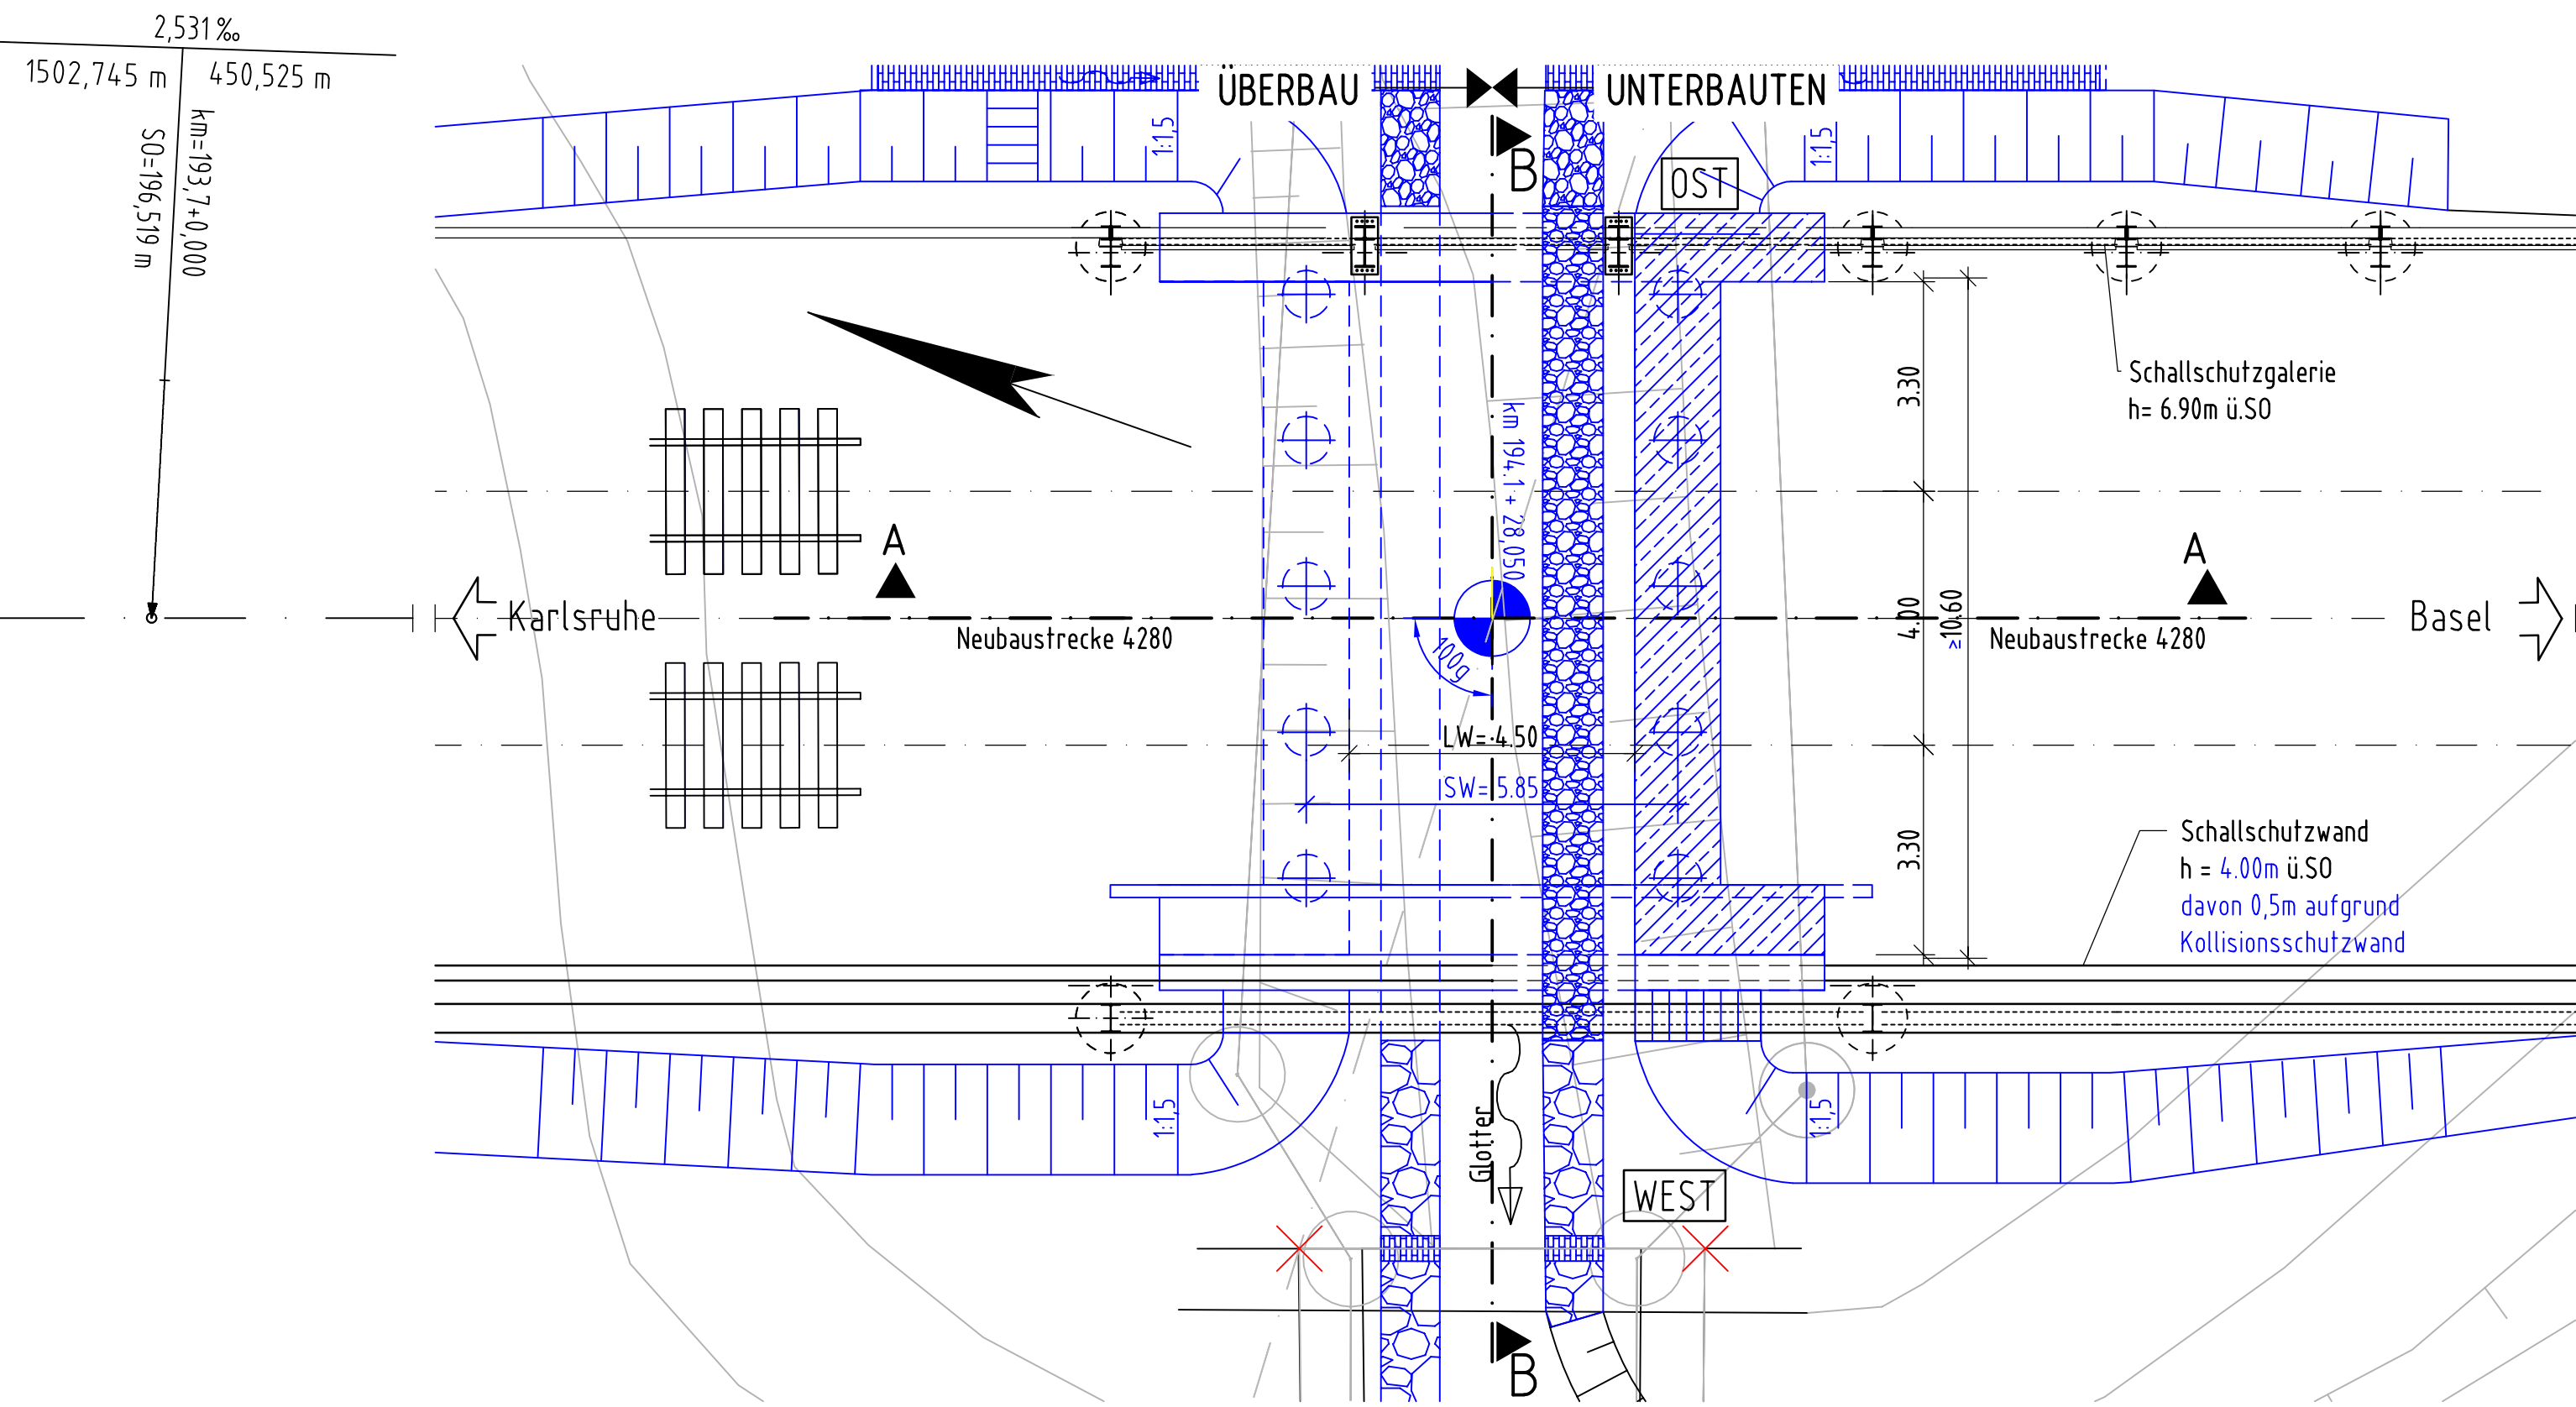 2,531‰
1502,745 m
450,525 m
km=193,7+0,000
SO=196,519 m
ÜBERBAU
UNTERBAUTEN
B
OST
1:1,5
1:1,5
Schallschutzgalerie
h= 6.90m ü.SO
3.30
km 194.1 + 28,050
A
A
Karlsruhe
Neubaustrecke 4280
100g
4.00
≥10.60
Neubaustrecke 4280
Basel
LW= 4.50
SW= 5.85
3.30
Schallschutzwand
h = 4.00m ü.SO
davon 0,5m aufgrund
Kollisionsschutzwand
1:1,5
Glotter
1:1,5
WEST
B